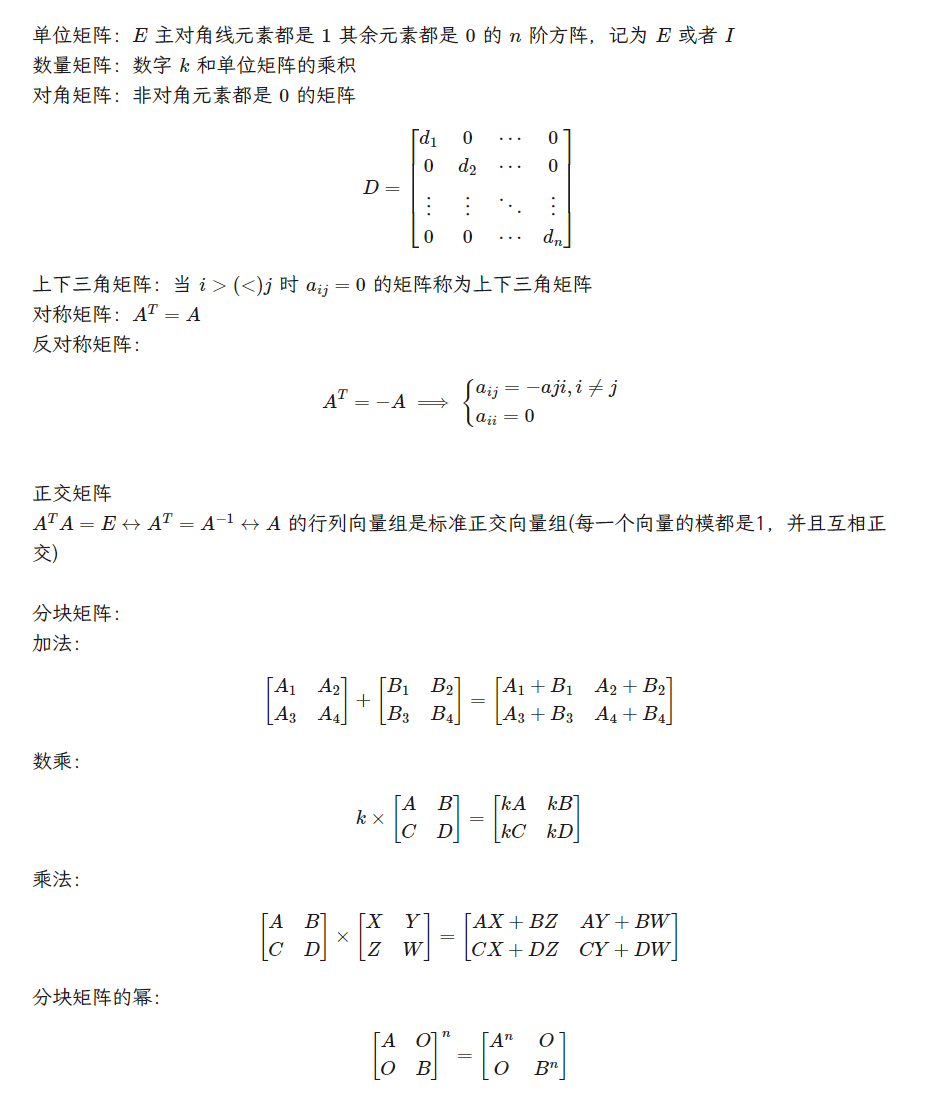 单位矩阵：E 主对角线元素都是 1 其余元素都是 0 的 n 阶方阵，记为 E 或者 I
数量矩阵：数字 k 和单位矩阵的乘积
对角矩阵：非对角元素都是 0 的矩阵
D = \begin{bmatrix} d_1 & 0 & \cdots & 0 \\ 0 & d_2 & \cdots & 0 \\ \vdots & \vdots & \ddots & \vdots \\ 0 & 0 & \cdots & d_n \end{bmatrix}
上下三角矩阵：当 i > (<)j 时 a_{ij} = 0 的矩阵称为上下三角矩阵
对称矩阵：A^T = A
反对称矩阵：
A^T = -A \implies \begin{cases} a_{ij} = -aji, i \neq j \\ a_{ii} = 0 \end{cases}
正交矩阵
A^T A = E \leftrightarrow A^T = A^{-1} \leftrightarrow A 的行列向量组是标准正交向量组(每一个向量的模都是1，并且互相正
交)
分块矩阵：
加法：
\begin{bmatrix} A_1 & A_2 \\ A_3 & A_4 \end{bmatrix} + \begin{bmatrix} B_1 & B_2 \\ B_3 & B_4 \end{bmatrix} = \begin{bmatrix} A_1 + B_1 & A_2 + B_2 \\ A_3 + B_3 & A_4 + B_4 \end{bmatrix}
数乘：
k \times \begin{bmatrix} A & B \\ C & D \end{bmatrix} = \begin{bmatrix} kA & kB \\ kC & kD \end{bmatrix}
乘法：
\begin{bmatrix} A & B \\ C & D \end{bmatrix} \times \begin{bmatrix} X & Y \\ Z & W \end{bmatrix} = \begin{bmatrix} AX + BZ & AY + BW \\ CX + DZ & CY + DW \end{bmatrix}
分块矩阵的幂：
\begin{bmatrix} A & O \\ O & B \end{bmatrix}^n = \begin{bmatrix} A^n & O \\ O & B^n \end{bmatrix}